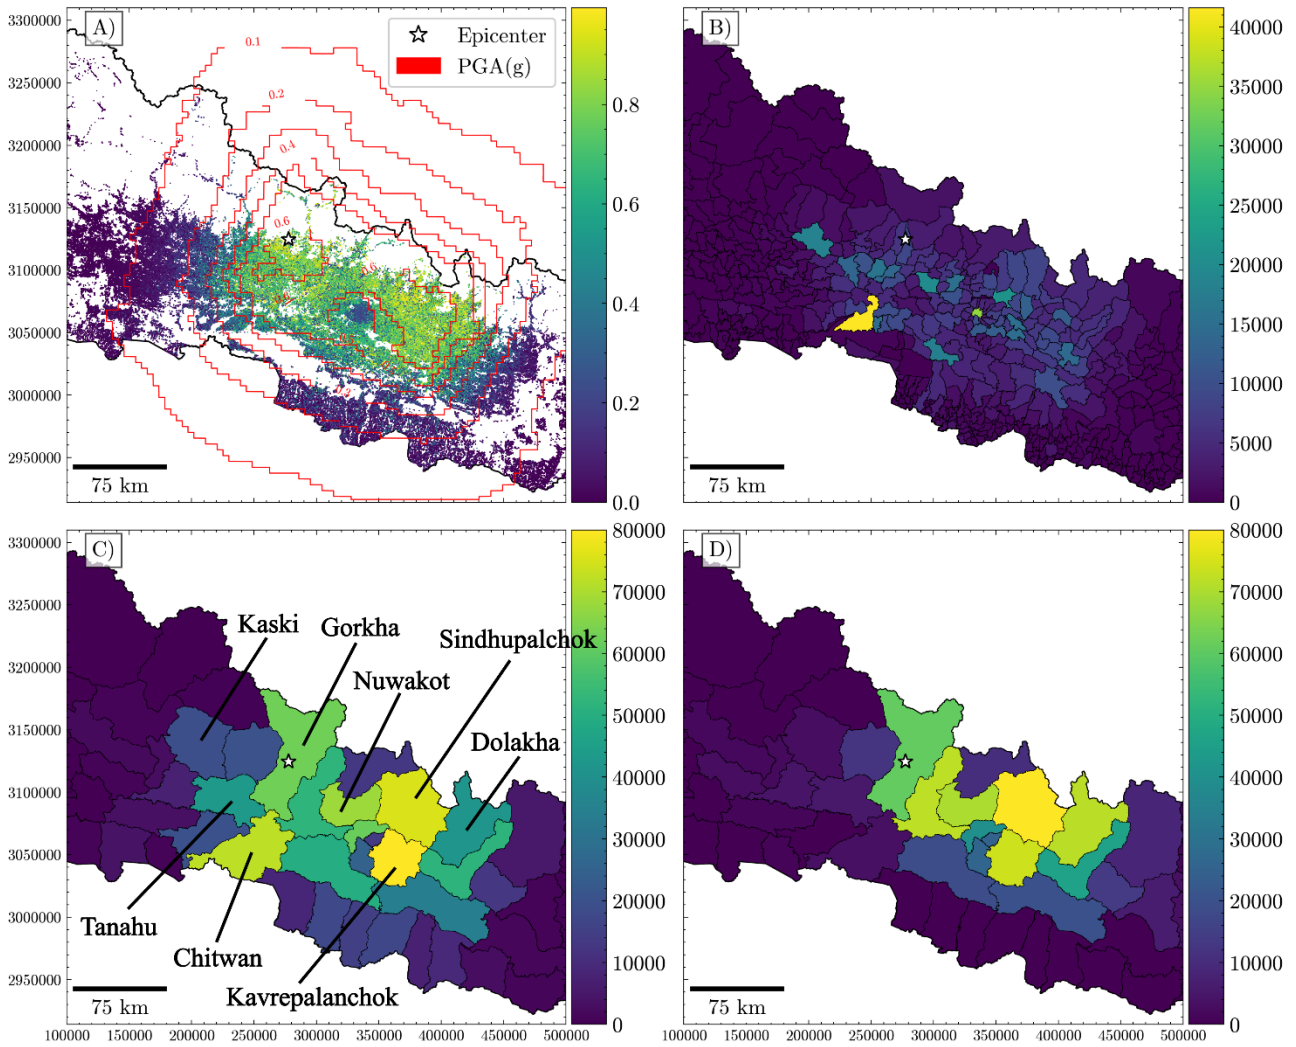 A)
Epicenter
PGA(g)
0.1
0.2
0.4
0.6
3300000
3250000
3200000
3150000
3100000
3050000
3000000
2950000
75 km
0.8
0.6
0.4
0.2
0.0
B)
75 km
40000
35000
30000
25000
20000
15000
10000
5000
0
C)
Kaski
Gorkha
Sindhupalchok
Nuwakot
Dolakha
Tanahu
Chitwan
Kavrepalanchok
3300000
3250000
3200000
3150000
3100000
3050000
3000000
2950000
75 km
100000 150000 200000 250000 300000 350000 400000 450000 500000
80000
70000
60000
50000
40000
30000
20000
10000
0
D)
75 km
100000 150000 200000 250000 300000 350000 400000 450000 500000
80000
70000
60000
50000
40000
30000
20000
10000
0